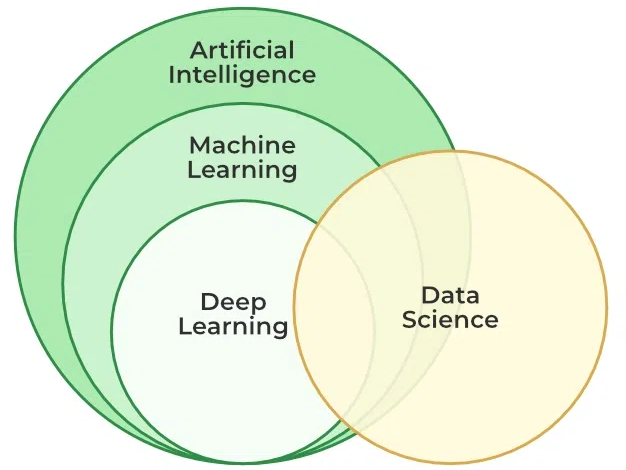 Artificial
Intelligence
Machine
Learning
Deep
Learning
Data
Science